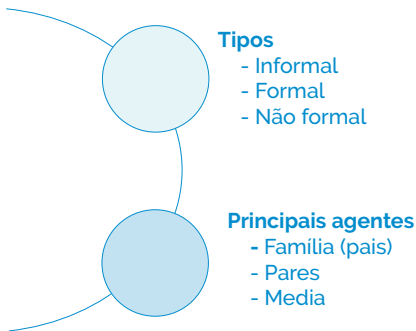 Tipos
- Informal
- Formal
- Não formal
Principais agentes
- Família (pais)
- Pares
- Media